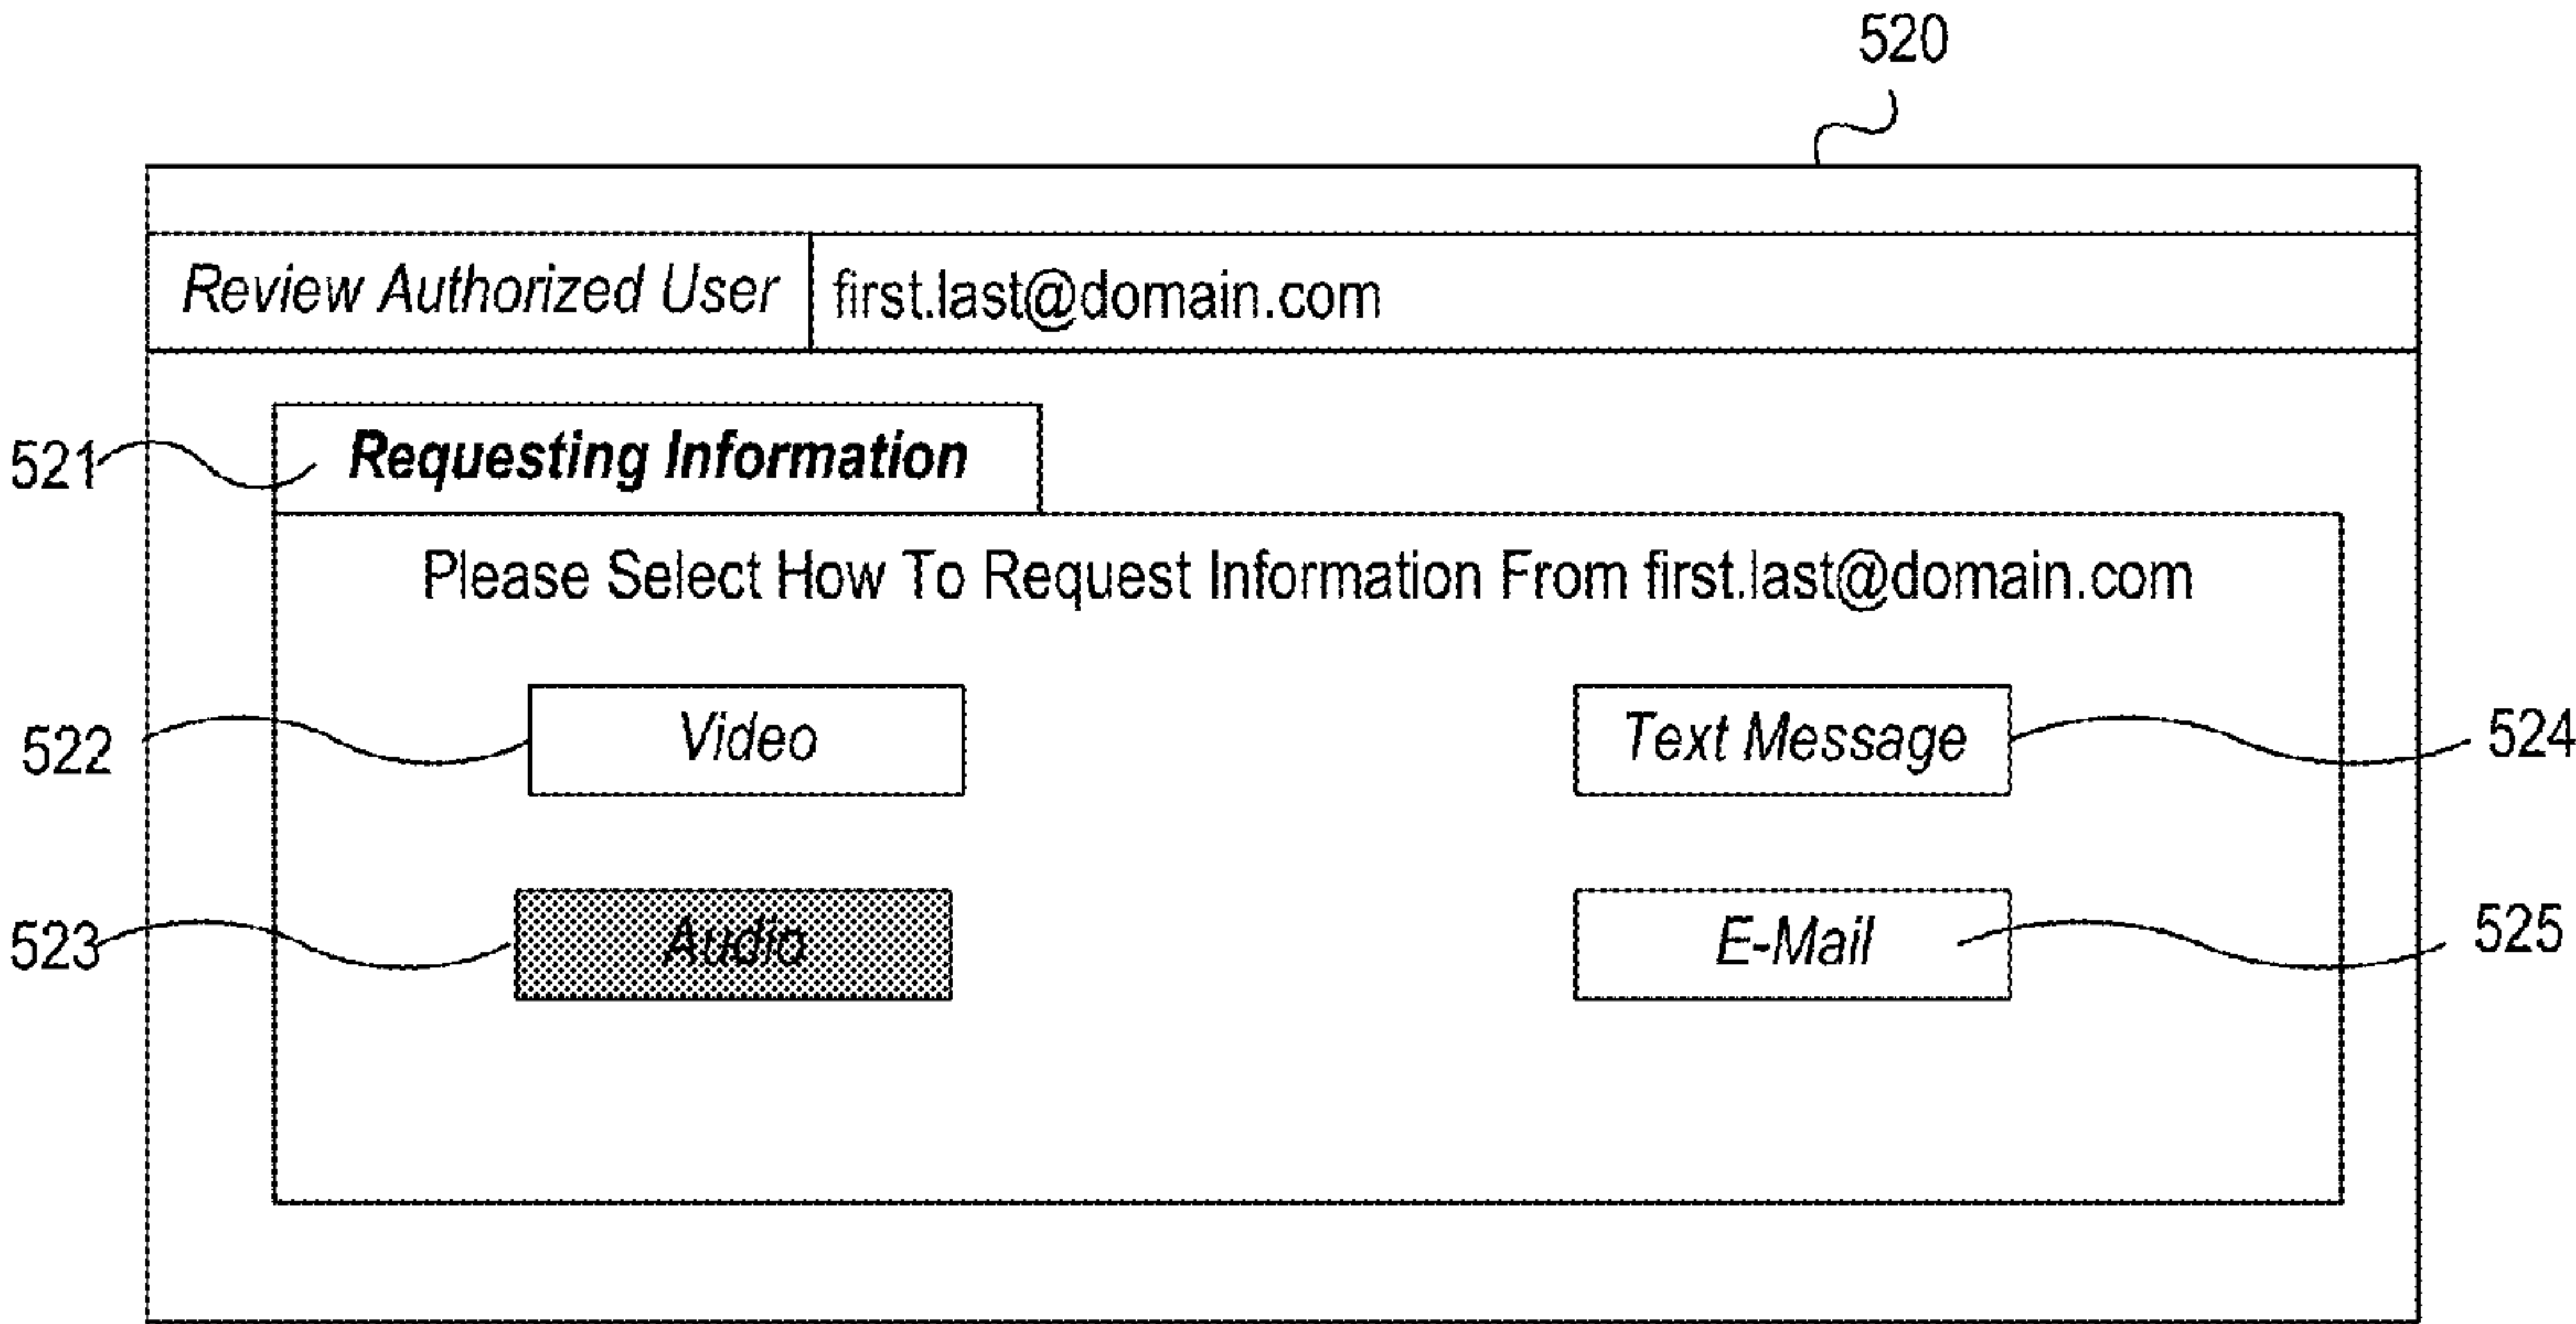 520
Review Authorized User first.last@domain.com
521 Requesting Information
Please Select How To Request Information From first.last@domain.com
522 Video Text Message 524
523 Audio E-Mail 525